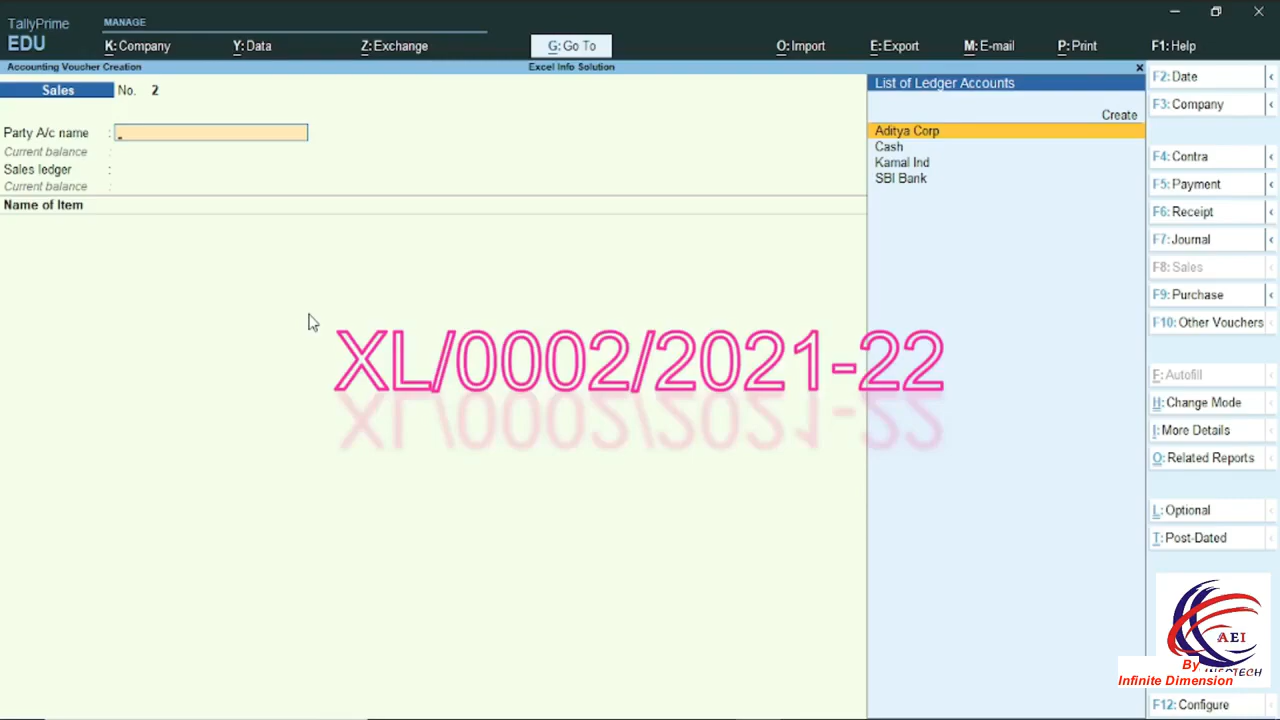 TallyPrime
EDU
MANAGE
K: Company
Y: Data
Z: Exchange
G: Go To
O: Import
E: Export
M: E-mail
P: Print
F1: Help
Accounting Voucher Creation
Excel Info Solution
×
Sales
No. 2
Party A/c name :
Current balance :
Sales ledger :
Current balance :
Name of Item
List of Ledger Accounts
Create
Aditya Corp
Cash
Kamal Ind
SBI Bank
XL/0002/2021-22
F2: Date
F3: Company
F4: Contra
F5: Payment
F6: Receipt
F7: Journal
F8: Sales
F9: Purchase
F10: Other Vouchers
F: Autofill
H: Change Mode
I: More Details
O: Related Reports
L: Optional
T: Post-Dated
AEI
INFOTECH
By
Infinite Dimension
F12: Configure